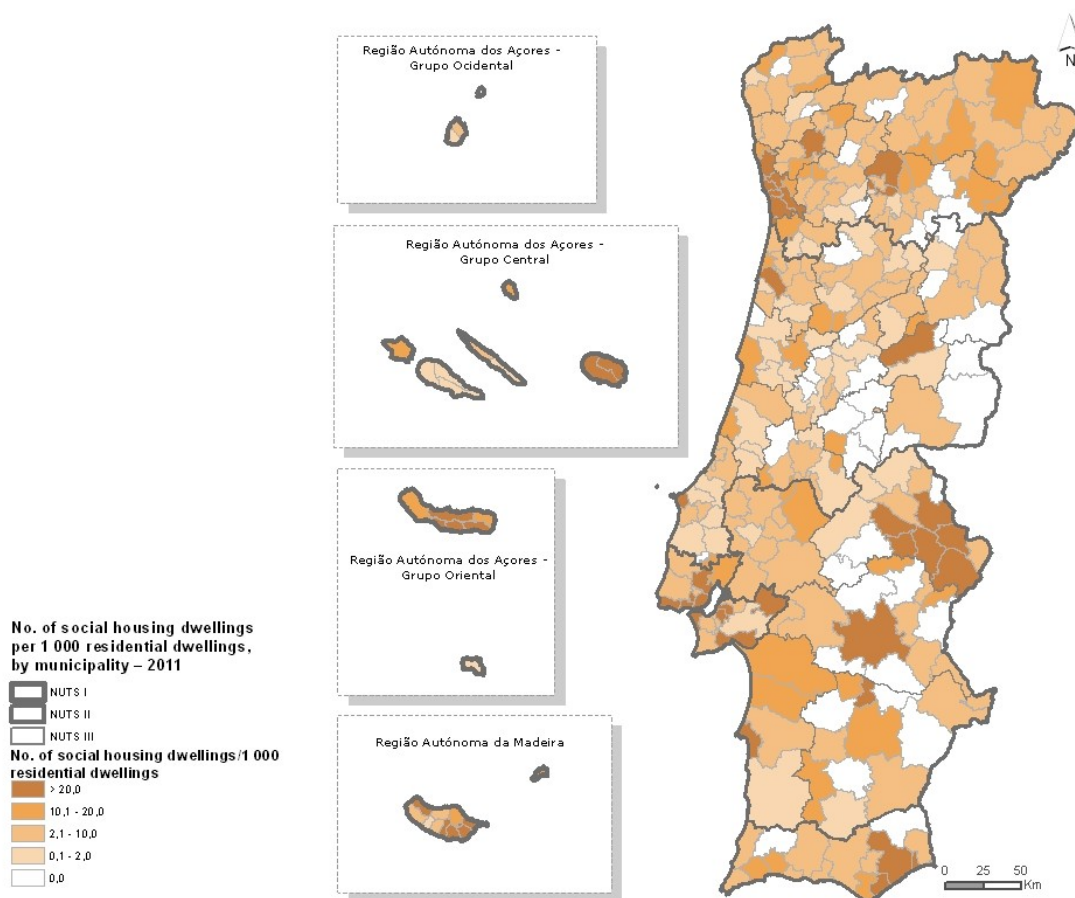 Região Autónoma dos Açores -
Grupo Ocidental
N
Região Autónoma dos Açores -
Grupo Central
Região Autónoma dos Açores -
Grupo Oriental
Região Autónoma da Madeira
No. of social housing dwellings
per 1 000 residential dwellings,
by municipality – 2011
NUTS I
NUTS II
NUTS III
No. of social housing dwellings/1 000
residential dwellings
> 20,0
10,1 - 20,0
2,1 - 10,0
0,1 - 2,0
0,0
0 25 50
Km